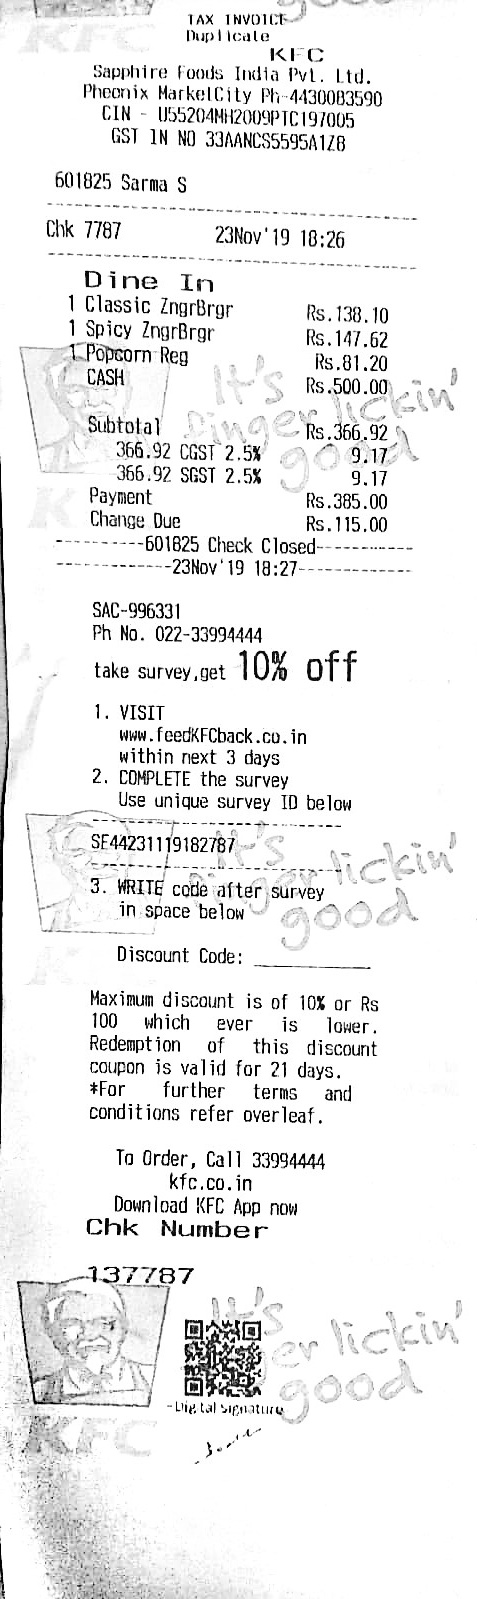 TAX INVOICE
Duplicate
KFC
Sapphire Foods India Pvt. Ltd.
Pheonix MarketCity Ph-4430083590
CIN - U55204MH2009PTC197005
GST IN NO 33AANCS5595A1Z8
601825 Sarma S
Chk 7787 23Nov'19 18:26
Dine In
1 Classic ZngrBrgr Rs.138.10
1 Spicy ZngrBrgr Rs.147.62
1 Popcorn Reg Rs.81.20
CASH Rs.500.00
Subtotal Rs.366.92
366.92 CGST 2.5% 9.17
366.92 SGST 2.5% 9.17
Payment Rs.385.00
Change Due Rs.115.00
----------601825 Check Closed-----------
-------------23Nov'19 18:27-------------
It's
finger lickin'
good
KFC
SAC-996331
Ph No. 022-33994444
take survey,get 10% off
1. VISIT
www.feedKFCback.co.in
within next 3 days
2. COMPLETE the survey
Use unique survey ID below
SF44231119182787
3. WRITE code after survey
in space below
It's
finger lickin'
good
Discount Code: ____________
Maximum discount is of 10% or Rs
100 which ever is lower.
Redemption of this discount
coupon is valid for 21 days.
*For further terms and
conditions refer overleaf.
To Order, Call 33994444
kfc.co.in
Download KFC App now
Chk Number
137787
It's
finger lickin'
good
-Digital Signature
KFC